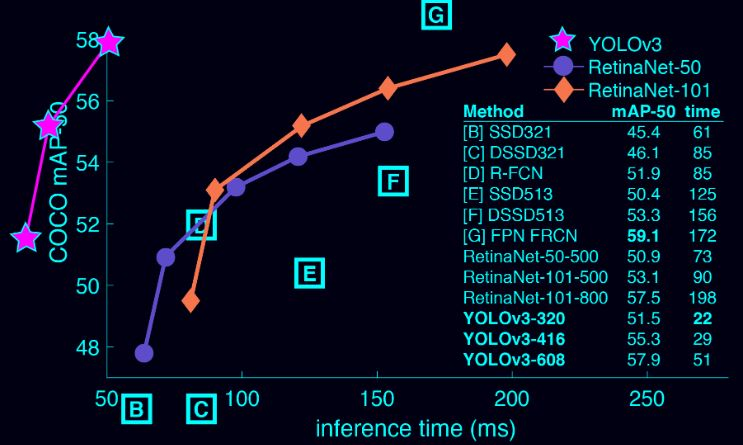 G
58
YOLOv3
RetinaNet-50
RetinaNet-101
56
COCO mAP-50
Method mAP-50 time
[B] SSD321 45.4 61
[C] DSSD321 46.1 85
[D] R-FCN 51.9 85
[E] SSD513 50.4 125
[F] DSSD513 53.3 156
[G] FPN FRCN 59.1 172
RetinaNet-50-500 50.9 73
RetinaNet-101-500 53.1 90
RetinaNet-101-800 57.5 198
YOLOv3-320 51.5 22
YOLOv3-416 55.3 29
YOLOv3-608 57.9 51
54
F
52
D
E
50
48
50 100 150 200 250
B
C
inference time (ms)